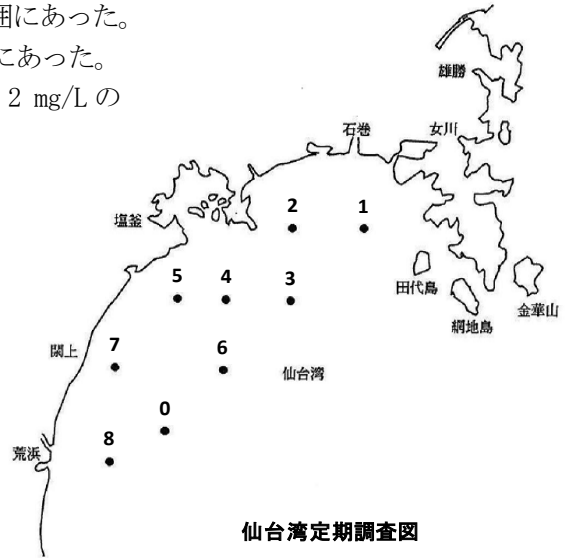 囲にあった。
にあった。
2 mg/L の
雄勝
石巻
女川
塩釜
2
1
田代島
金華山
網地島
5
4
3
閖上
7
6
仙台湾
0
荒浜
8
仙台湾定期調査図